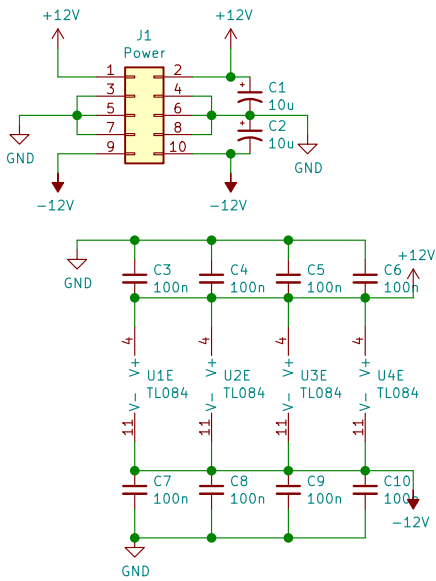 +12V +12V
J1
Power
1 2
3 4
5 6
7 8
9 10
+ C1
10u
+ C2
10u
GND GND
-12V -12V
+12V
GND
C3 C4 C5 C6
100n 100n 100n 100n
4 4 4 4
V+ V+ V+ V+
U1E U2E U3E U4E
TL084 TL084 TL084 TL084
V- V- V- V-
11 11 11 11
C7 C8 C9 C10
100n 100n 100n 100n
-12V
GND